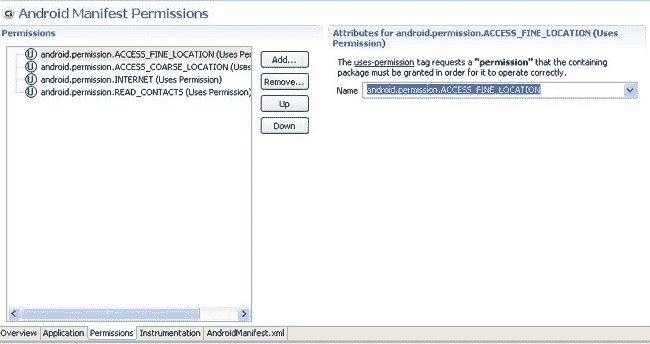 Android Manifest Permissions
Permissions
U android.permission.ACCESS_FINE_LOCATION (Uses Per
U android.permission.ACCESS_COARSE_LOCATION (Uses
U android.permission.INTERNET (Uses Permission)
U android.permission.READ_CONTACTS (Uses Permission)
Add...
Remove...
Up
Down
Attributes for android.permission.ACCESS_FINE_LOCATION (Uses
Permission)
The uses-permission tag requests a "permission" that the containing
package must be granted in order for it to operate correctly.
Name android.permission.ACCESS_FINE_LOCATION
Overview Application Permissions Instrumentation AndroidManifest.xml